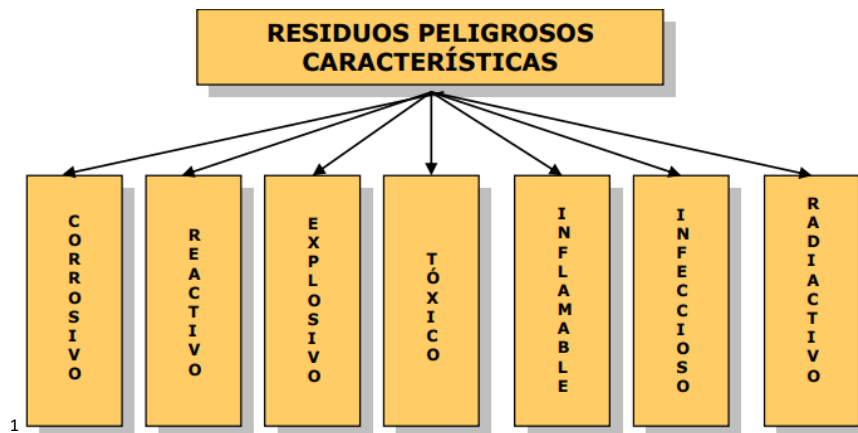 RESIDUOS PELIGROSOS
CARACTERÍSTICAS
CORROSIVO
REACTIVO
EXPLOSIVO
TÓXICO
INFLAMABLE
INFECCIOSO
RADIACTIVO
1